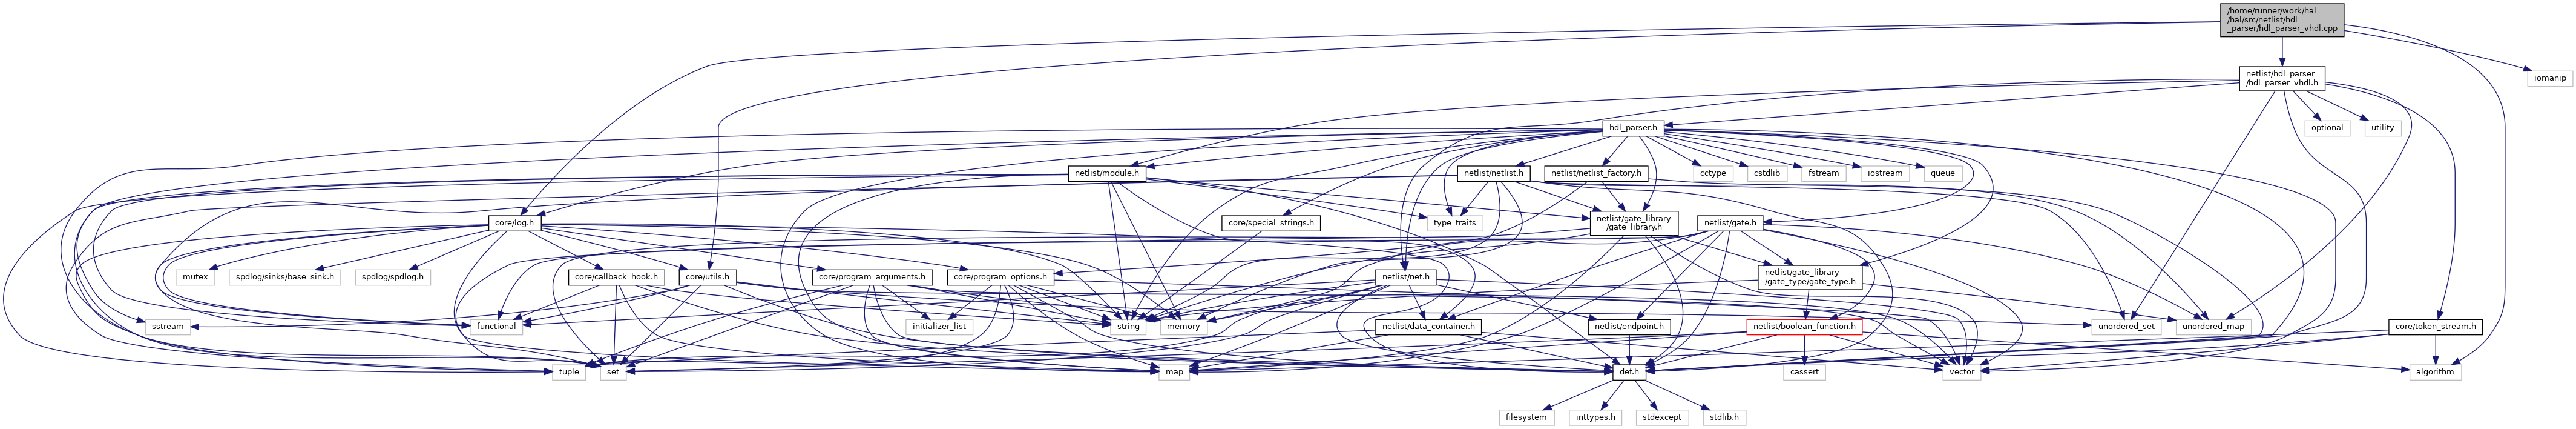 /home/runner/work/hal
/hal/src/netlist/hdl
_parser/hdl_parser_vhdl.cpp
netlist/hdl_parser
/hdl_parser_vhdl.h
iomanip
hdl_parser.h
optional
utility
netlist/module.h
netlist/netlist.h
netlist/netlist_factory.h
cctype
cstdlib
fstream
iostream
queue
core/log.h
core/special_strings.h
type_traits
netlist/gate_library
/gate_library.h
netlist/gate.h
mutex
spdlog/sinks/base_sink.h
spdlog/spdlog.h
core/callback_hook.h
core/utils.h
core/program_arguments.h
core/program_options.h
netlist/net.h
netlist/gate_library
/gate_type/gate_type.h
sstream
functional
initializer_list
string
memory
netlist/data_container.h
netlist/endpoint.h
netlist/boolean_function.h
unordered_set
unordered_map
core/token_stream.h
tuple
set
map
def.h
cassert
vector
algorithm
filesystem
inttypes.h
stdexcept
stdlib.h